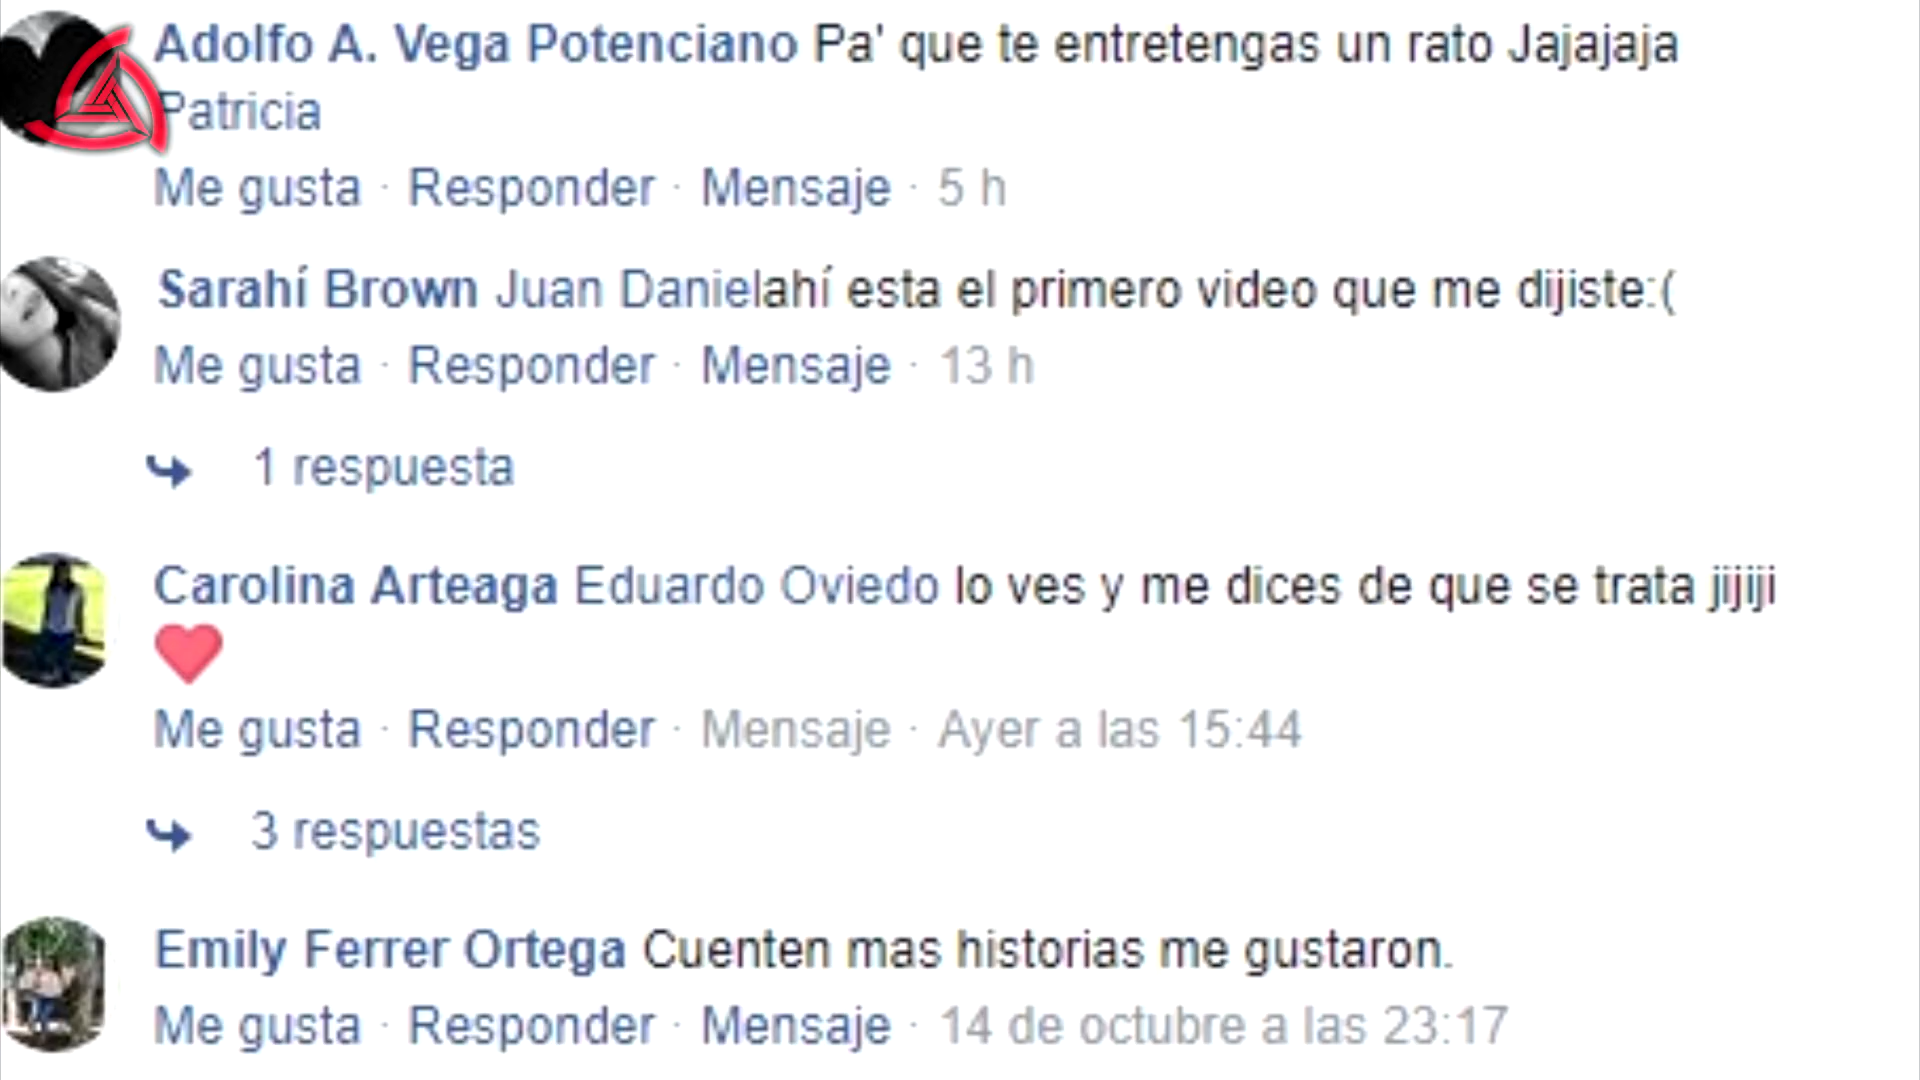 Adolfo A. Vega Potenciano Pa' que te entretengas un rato Jajajaja
Patricia
Me gusta · Responder · Mensaje · 5 h
Sarahí Brown Juan Danielahí esta el primero video que me dijiste:(
Me gusta · Responder · Mensaje · 13 h
1 respuesta
Carolina Arteaga Eduardo Oviedo lo ves y me dices de que se trata jijiji
❤
Me gusta · Responder · Mensaje · Ayer a las 15:44
3 respuestas
Emily Ferrer Ortega Cuenten mas historias me gustaron.
Me gusta · Responder · Mensaje · 14 de octubre a las 23:17